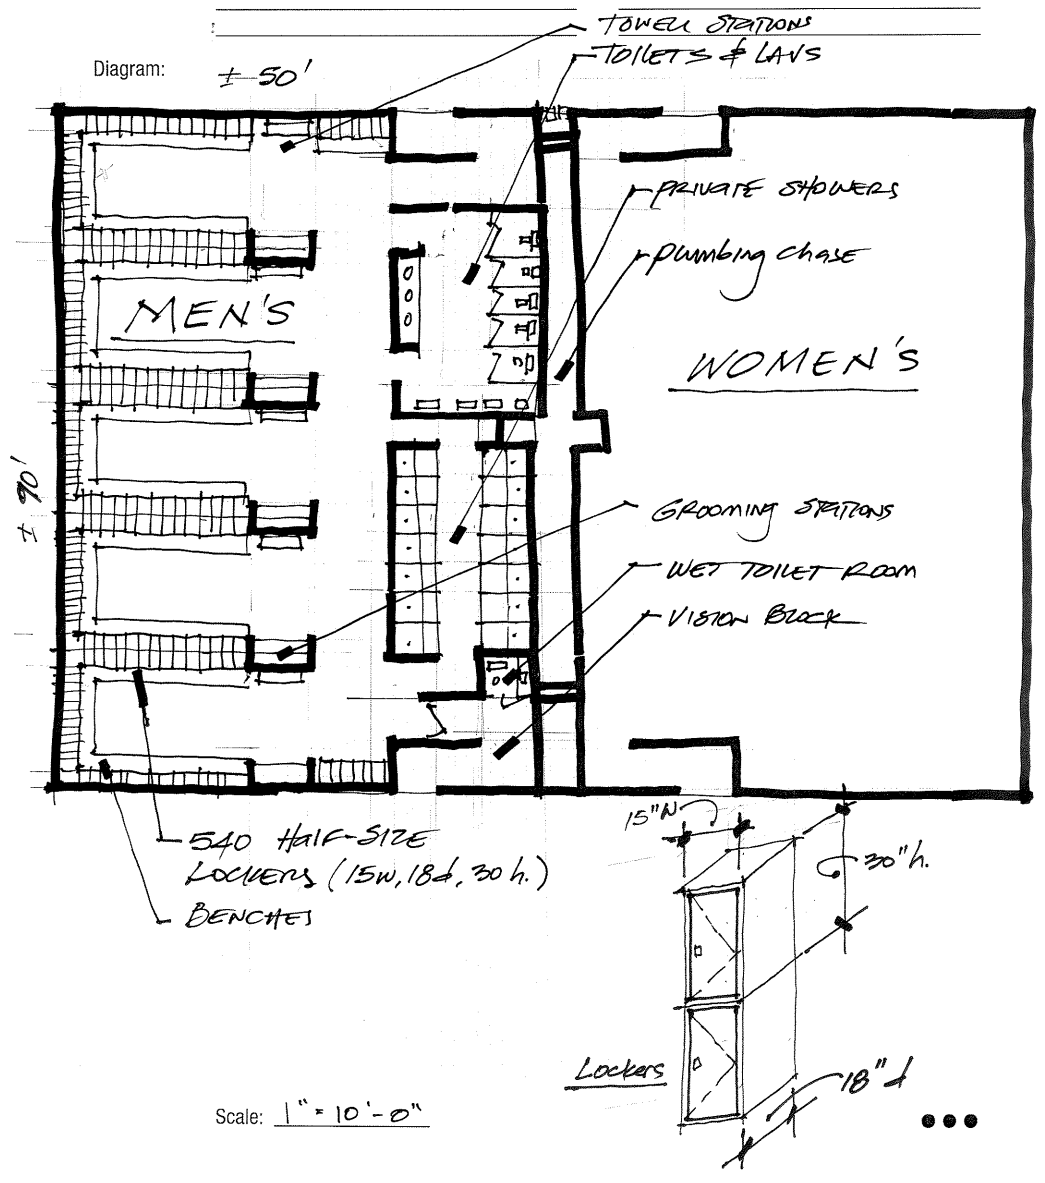 TOWEL STATIONS
TOILETS & LAVS
Diagram:
± 50'
PRIVATE SHOWERS
plumbing chase
MEN'S
WOMEN'S
± 90'
GROOMING STATIONS
WET TOILET ROOM
VISION BLOCK
540 HALF-SIZE
LOCKERS (15w, 18d, 30h.)
BENCHES
15"W
30"h.
Lockers
18"d
Scale: 1" = 10'-0"